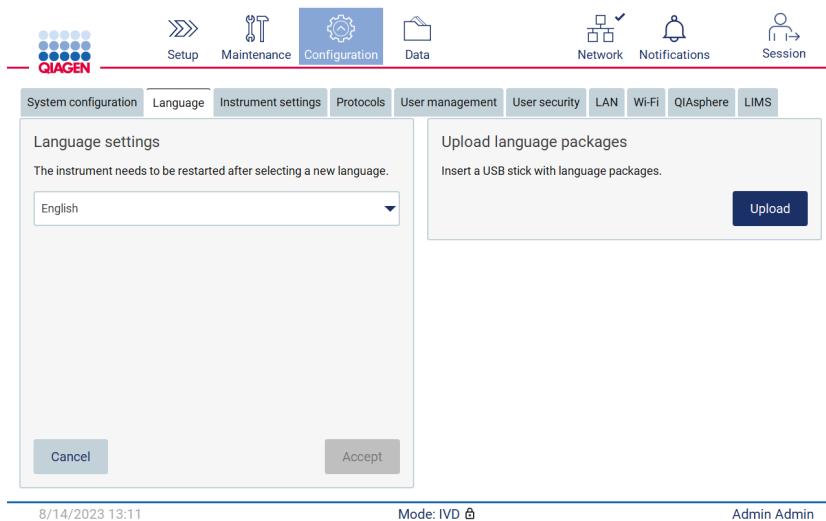 QIAGEN
Setup
Maintenance
Configuration
Data
Network
Notifications
Session
System configuration
Language
Instrument settings
Protocols
User management
User security
LAN
Wi-Fi
QIAsphere
LIMS
Language settings
The instrument needs to be restarted after selecting a new language.
English
Cancel
Accept
Upload language packages
Insert a USB stick with language packages.
Upload
8/14/2023 13:11
Mode: IVD
Admin Admin